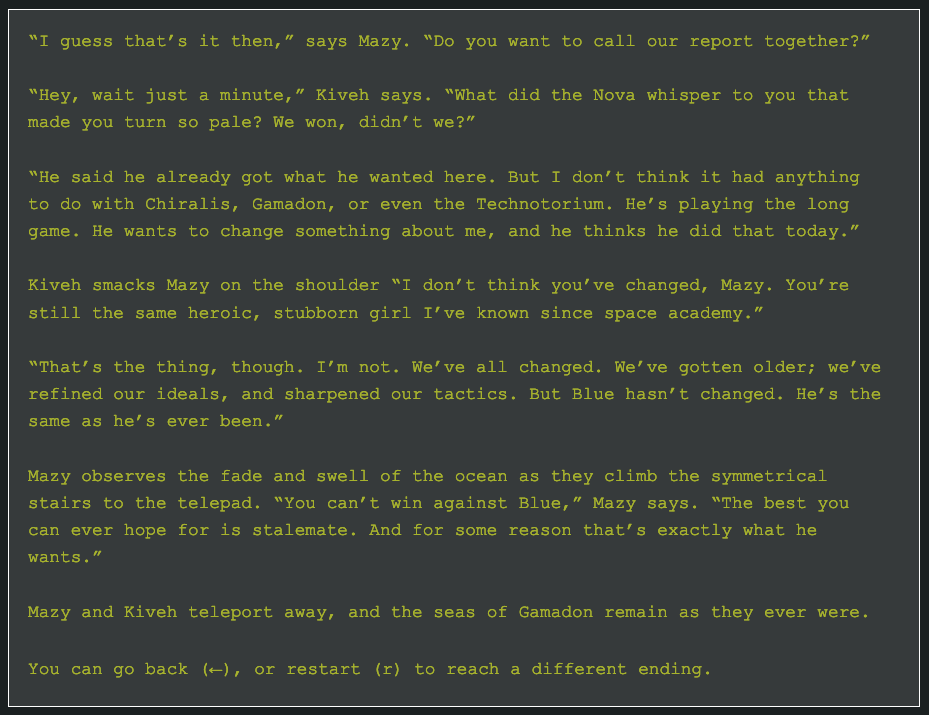 “I guess that’s it then,” says Mazy. “Do you want to call our report together?”
“Hey, wait just a minute,” Kiveh says. “What did the Nova whisper to you that
made you turn so pale? We won, didn’t we?”
“He said he already got what he wanted here. But I don’t think it had anything
to do with Chiralis, Gamadon, or even the Technotorium. He’s playing the long
game. He wants to change something about me, and he thinks he did that today.”
Kiveh smacks Mazy on the shoulder “I don’t think you’ve changed, Mazy. You’re
still the same heroic, stubborn girl I’ve known since space academy.”
“That’s the thing, though. I’m not. We’ve all changed. We’ve gotten older; we’ve
refined our ideals, and sharpened our tactics. But Blue hasn’t changed. He’s the
same as he’s ever been.”
Mazy observes the fade and swell of the ocean as they climb the symmetrical
stairs to the telepad. “You can’t win against Blue,” Mazy says. “The best you
can ever hope for is stalemate. And for some reason that’s exactly what he
wants.”
Mazy and Kiveh teleport away, and the seas of Gamadon remain as they ever were.
You can go back (←), or restart (r) to reach a different ending.